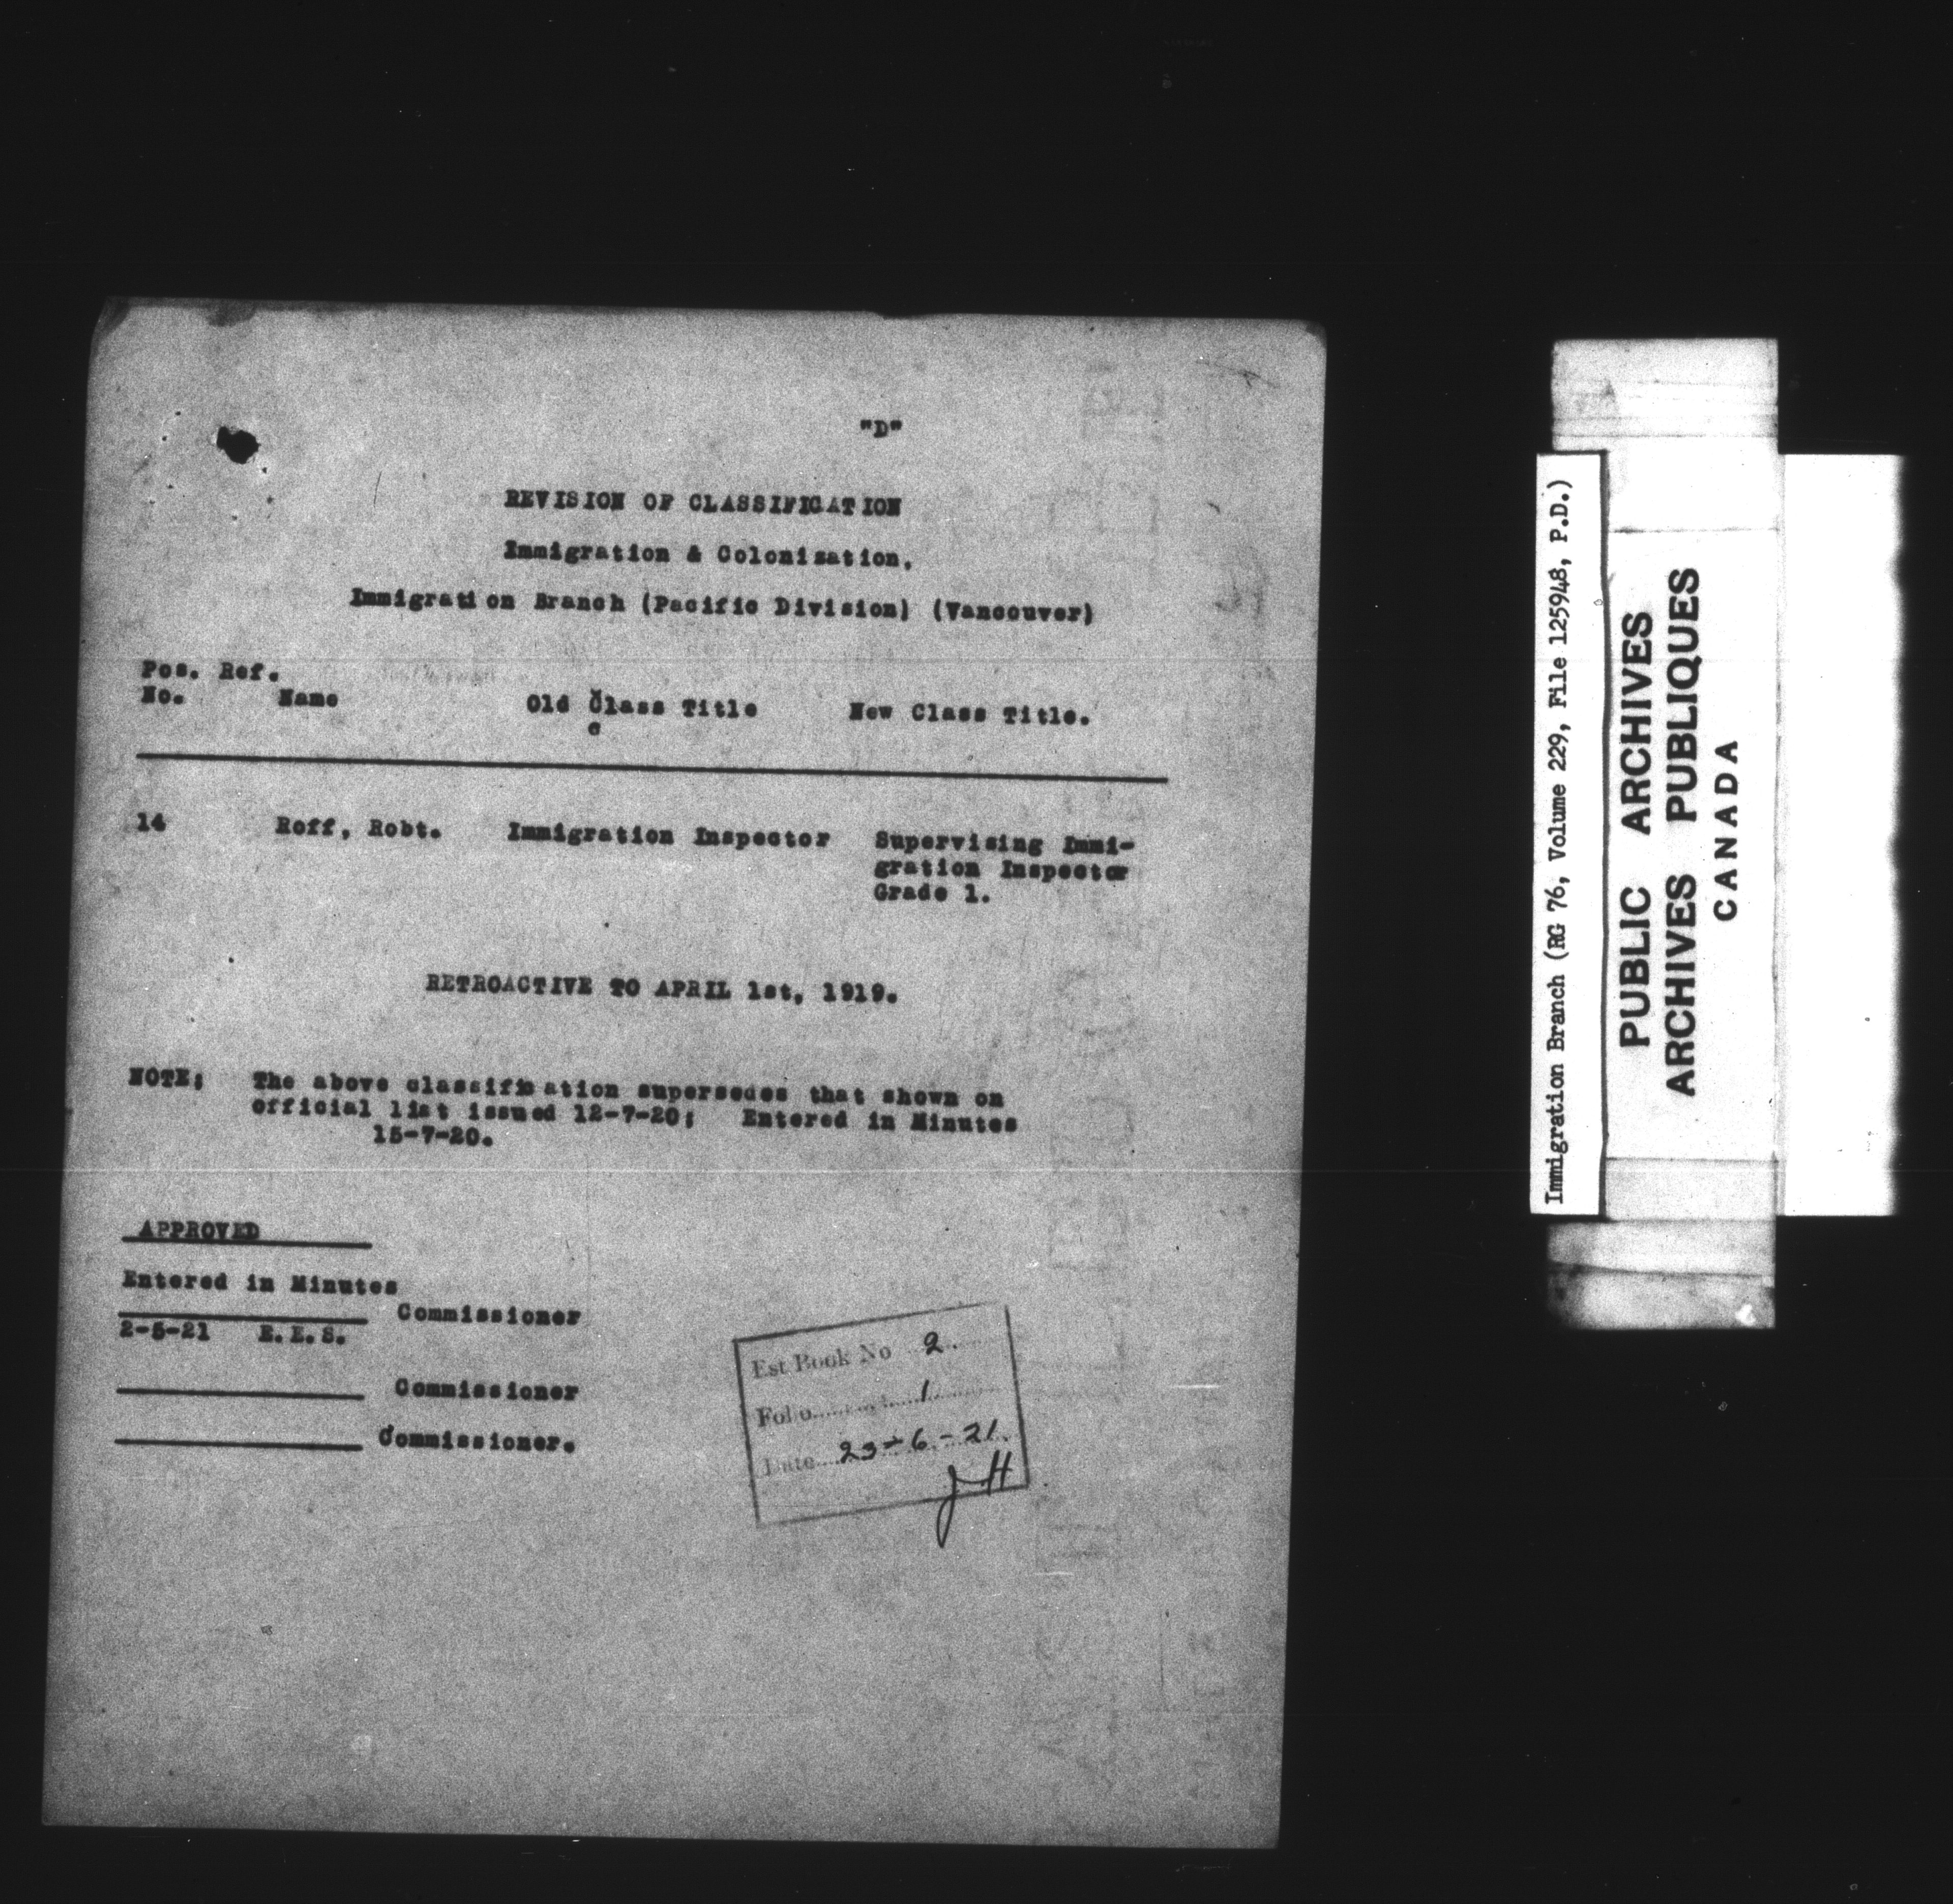 "D"
REVISION OF CLASSIFICATION
Immigration & Colonization.
Immigration Branch (Pacific Division) (Vancouver)
Pos. Ref.
No. Name Old Class Title New Class Title.
c
14 Roff, Robt. Immigration Inspector Supervising Immi-
gration Inspector
Grade 1.
RETROACTIVE TO APRIL 1st, 1919.
NOTE: The above classification supersedes that shown on
official list issued 12-7-20; Entered in Minutes
15-7-20.
APPROVED
Entered in Minutes
Commissioner
2-5-21 E.E.S.
Commissioner
Commissioner.
Est Book No 2.
Folio 1
Date 23-6-21.
JH
Immigration Branch (RG 76, Volume 229, File 125948, P.D.)
PUBLIC ARCHIVES
ARCHIVES PUBLIQUES
CANADA